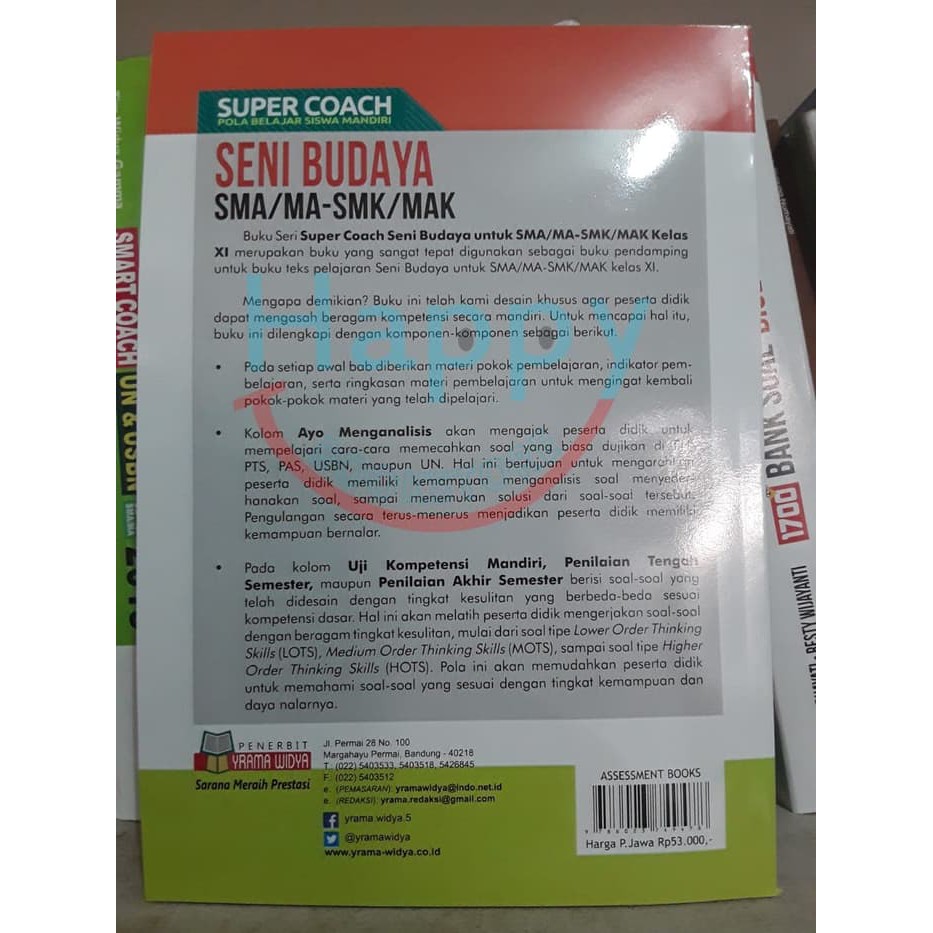 SUPER COACH
POLA BELAJAR SISWA MANDIRI
SENI BUDAYA
SMA/MA-SMK/MAK
Buku Seri Super Coach Seni Budaya untuk SMA/MA-SMK/MAK Kelas
XI merupakan buku yang sangat tepat digunakan sebagai buku pendamping
untuk buku teks pelajaran Seni Budaya untuk SMA/MA-SMK/MAK kelas XI.
Mengapa demikian? Buku ini telah kami desain khusus agar peserta didik
dapat mengasah beragam kompetensi secara mandiri. Untuk mencapai hal itu,
buku ini dilengkapi dengan komponen-komponen sebagai berikut.
• Pada setiap awal bab diberikan materi pokok pembelajaran, indikator pem-
belajaran, serta ringkasan materi pembelajaran untuk mengingat kembali
pokok-pokok materi yang telah dipelajari.
• Kolom Ayo Menganalisis akan mengajak peserta didik untuk
mempelajari cara-cara memecahkan soal yang biasa dujikan di
PTS, PAS, USBN, maupun UN. Hal ini bertujuan untuk mengarahkan
peserta didik memiliki kemampuan menganalisis soal menyeder-
hanakan soal, sampai menemukan solusi dari soal-soal tersebut.
Pengulangan secara terus-menerus menjadikan peserta didik memiliki
kemampuan bernalar.
• Pada kolom Uji Kompetensi Mandiri, Penilaian Tengah
Semester, maupun Penilaian Akhir Semester berisi soal-soal yang
telah didesain dengan tingkat kesulitan yang berbeda-beda sesuai
kompetensi dasar. Hal ini akan melatih peserta didik mengerjakan soal-soal
dengan beragam tingkat kesulitan, mulai dari soal tipe Lower Order Thinking
Skills (LOTS), Medium Order Thinking Skills (MOTS), sampai soal tipe Higher
Order Thinking Skills (HOTS). Pola ini akan memudahkan peserta didik
untuk memahami soal-soal yang sesuai dengan tingkat kemampuan dan
daya nalarnya.
Happy
PENERBIT
YRAMA WIDYA
Sarana Meraih Prestasi
Jl. Permai 28 No. 100
Margahayu Permai, Bandung - 40218
T. (022) 5403533, 5403518, 5426845
F. (022) 5403512
e. (PEMASARAN): yramawidya@indo.net.id
e. (REDAKSI): yrama.redaksi@gmail.com
yrama.widya.5
@yramawidya
www.yrama-widya.co.id
ASSESSMENT BOOKS
Harga P.Jawa Rp53.000,-
SMART COACH UN & USBN
1700 BANK SOAL
RESTY WIJAYANTI